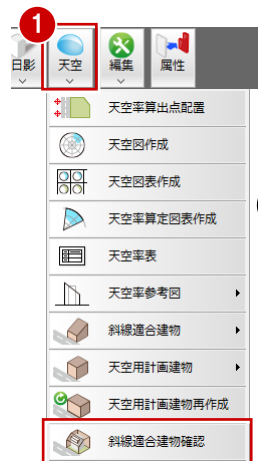 1
日影 天空 編集 属性
天空率算出点配置
天空図作成
天空図表作成
天空率算定図表作成
天空率表
天空率参考図
斜線適合建物
天空用計画建物
天空用計画建物再作成
斜線適合建物確認